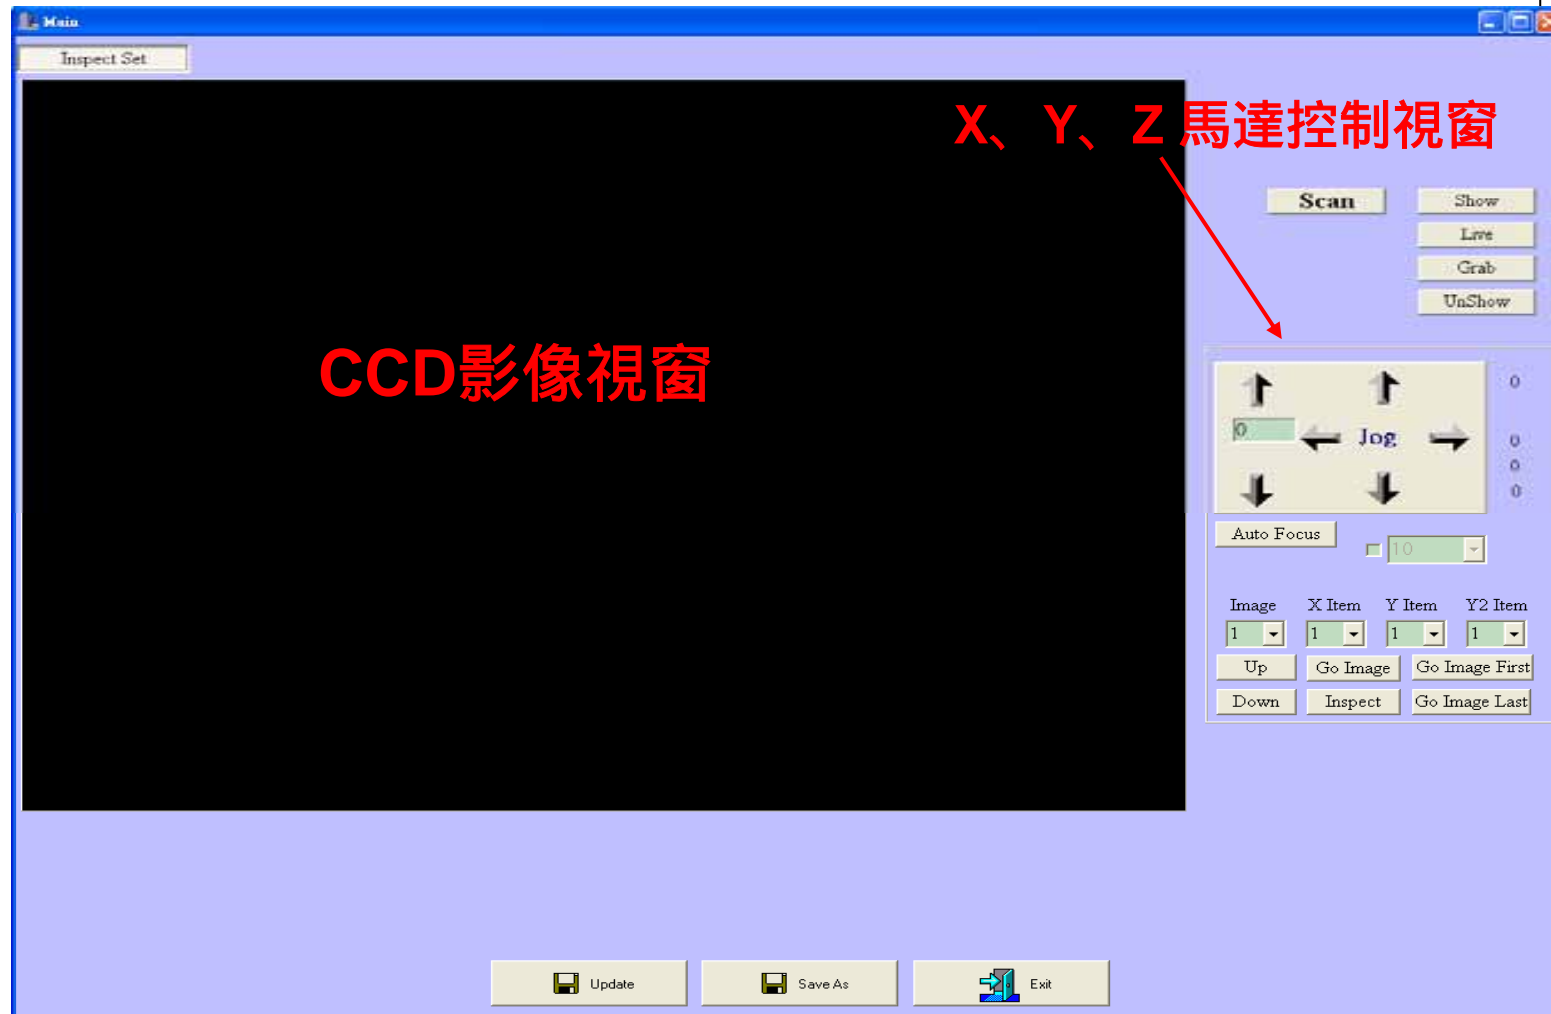 Main
Inspect Set
X、Y、Z 馬達控制視窗
Scan
Show
Live
Grab
UnShow
CCD影像視窗
0
0
Jog
0
0
0
Auto Focus
10
Image X Item Y Item Y2 Item
1 1 1 1
Up Go Image Go Image First
Down Inspect Go Image Last
Update Save As Exit